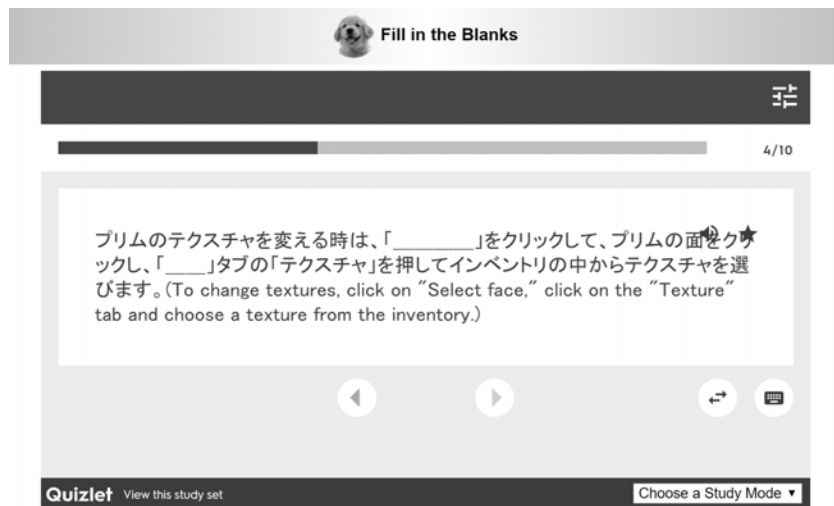 Fill in the Blanks
4/10
プリムのテクスチャを変える時は、「________」をクリックして、プリムの面をクリ
ックし、「____」タブの「テクスチャ」を押してインベントリの中からテクスチャを選
びます。(To change textures, click on "Select face," click on the "Texture"
tab and choose a texture from the inventory.)
Quizlet View this study set
Choose a Study Mode